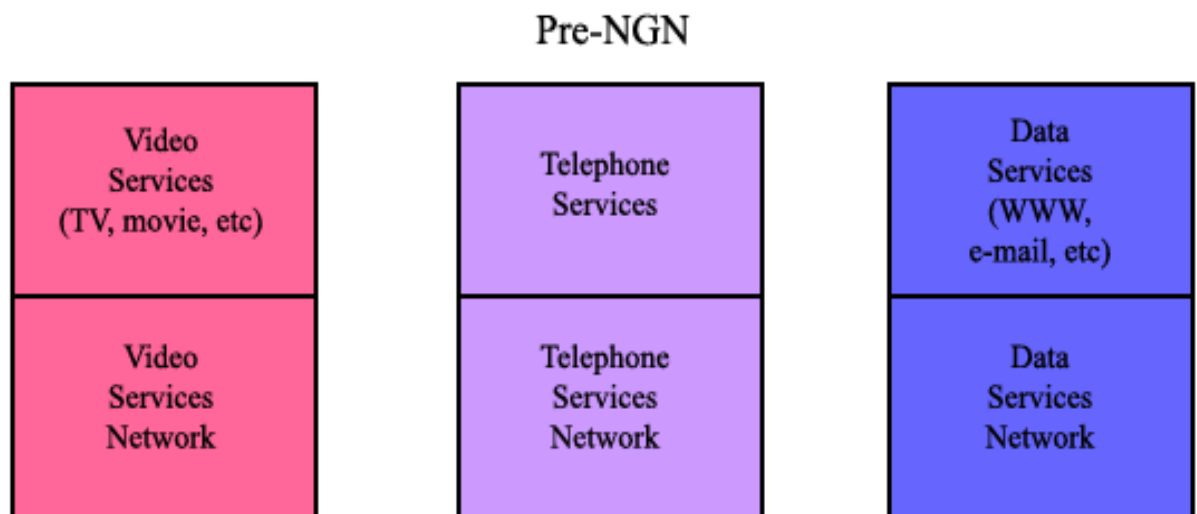 Pre-NGN
Video
Services
(TV, movie, etc)
Telephone
Services
Data
Services
(WWW,
e-mail, etc)
Video
Services
Network
Telephone
Services
Network
Data
Services
Network